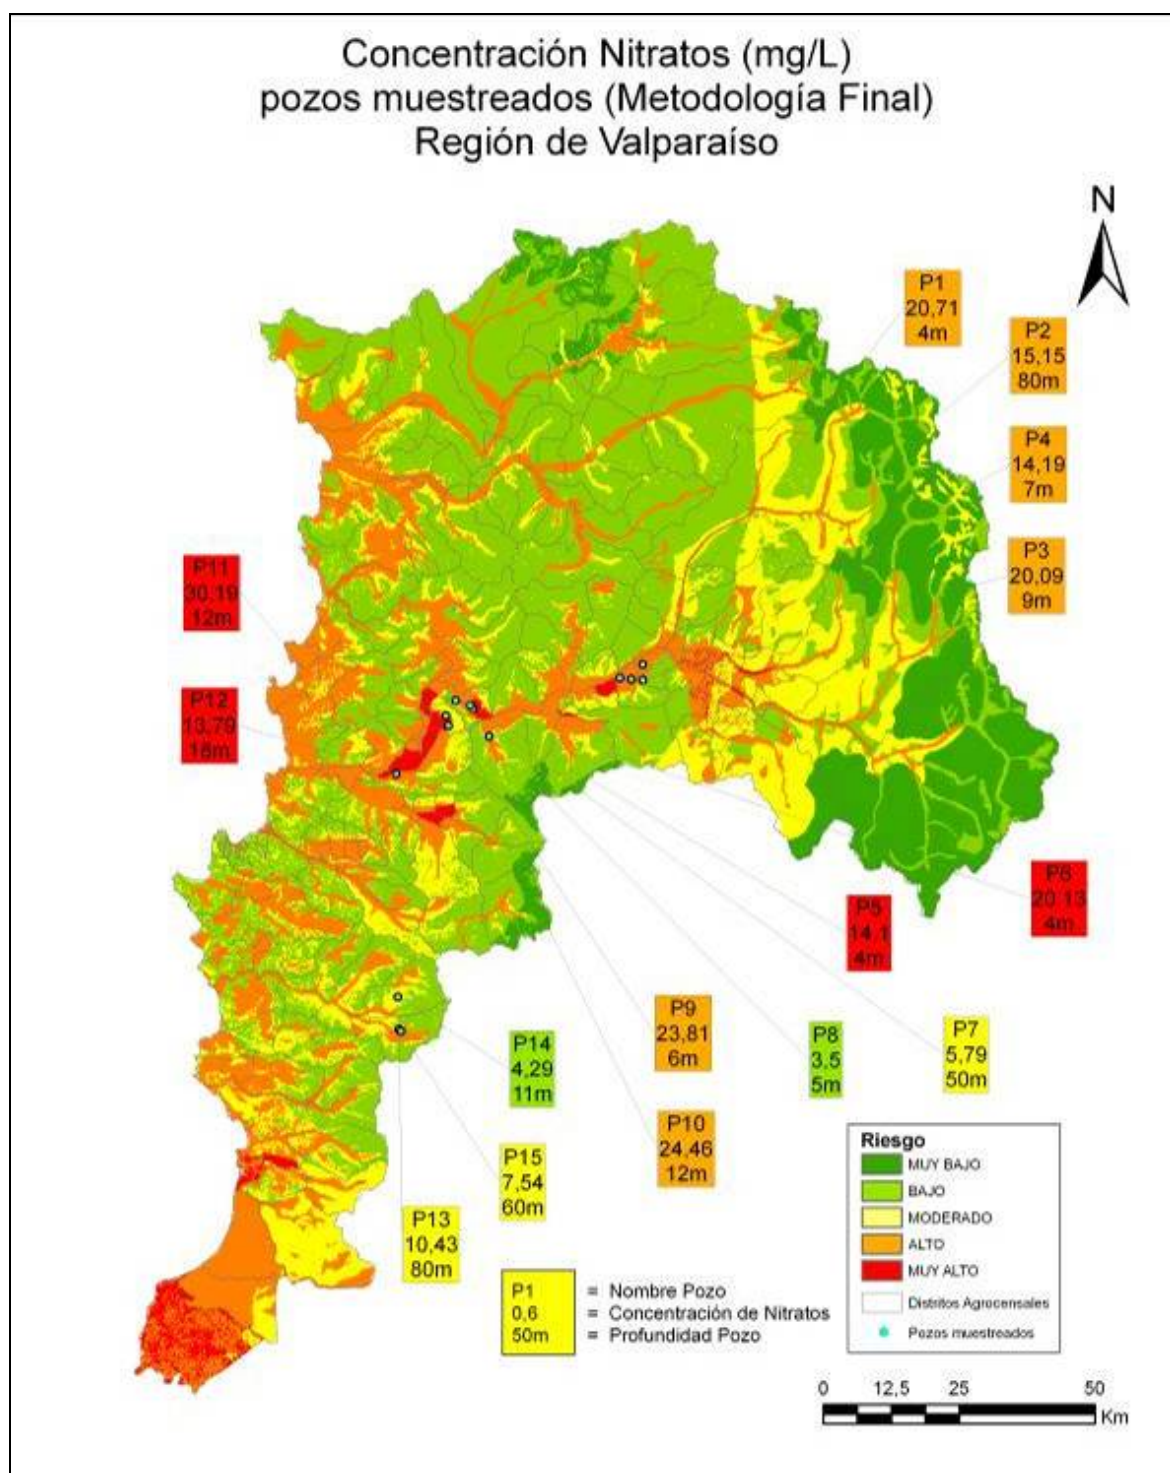 Concentración Nitratos (mg/L)
pozos muestreados (Metodología Final)
Región de Valparaíso
N
P1
20,71
4m
P2
15,15
80m
P4
14,19
7m
P3
20,09
9m
P11
30,19
12m
P12
13,79
18m
P6
20,13
4m
P5
14,1
4m
P9
23,81
6m
P8
3,5
5m
P7
5,79
50m
P14
4,29
11m
P10
24,46
12m
P15
7,54
60m
P13
10,43
80m
P1 = Nombre Pozo
0,6 = Concentración de Nitratos
50m = Profundidad Pozo
Riesgo
MUY BAJO
BAJO
MODERADO
ALTO
MUY ALTO
Distritos Agrocensales
Pozos muestreados
0 12,5 25 50
Km